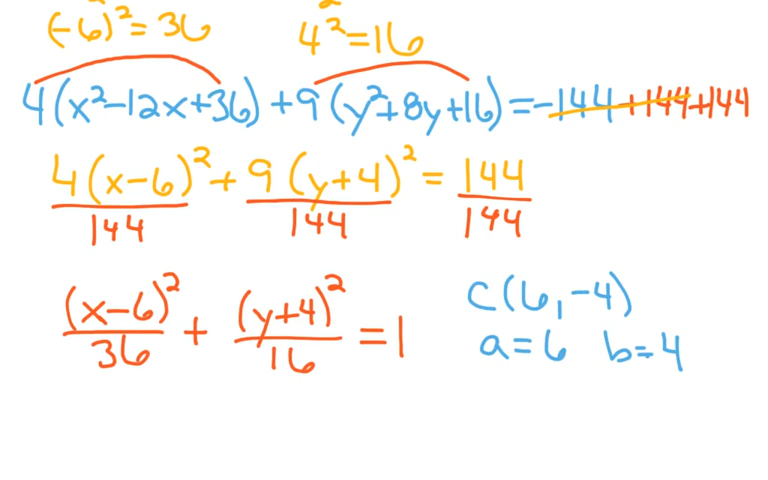 (-6)²=36 4²=16
4(x²-12x+36)+9(y²+8y+16)=-144+144+144
4(x-6)²/144+9(y+4)²/144=144/144
(x-6)²/36+(y+4)²/16=1
C(6,-4)
a=6 b=4